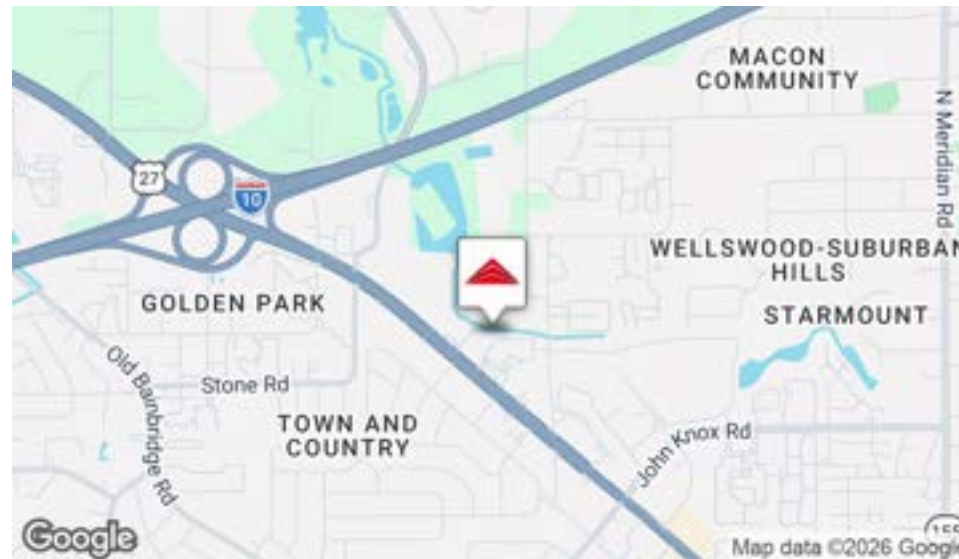 MACON
COMMUNITY
N Meridian Rd
27
10
WELLSWOOD-SUBURBAN
HILLS
GOLDEN PARK
STARMOUNT
Old Bainbridge Rd
Stone Rd
TOWN AND
COUNTRY
John Knox Rd
155
Google
Map data ©2026 Google